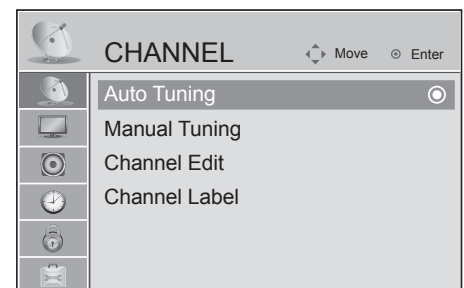 CHANNEL Move Enter
Auto Tuning
Manual Tuning
Channel Edit
Channel Label